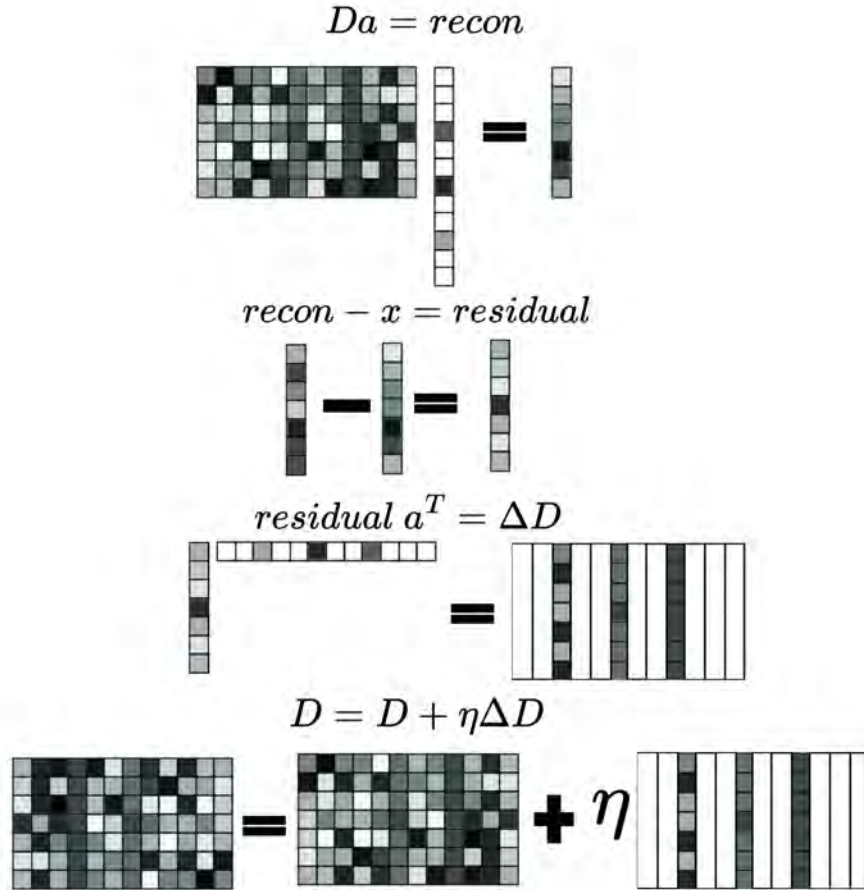 Da = recon
recon − x = residual
residual a^T = ΔD
D = D + ηΔD
η